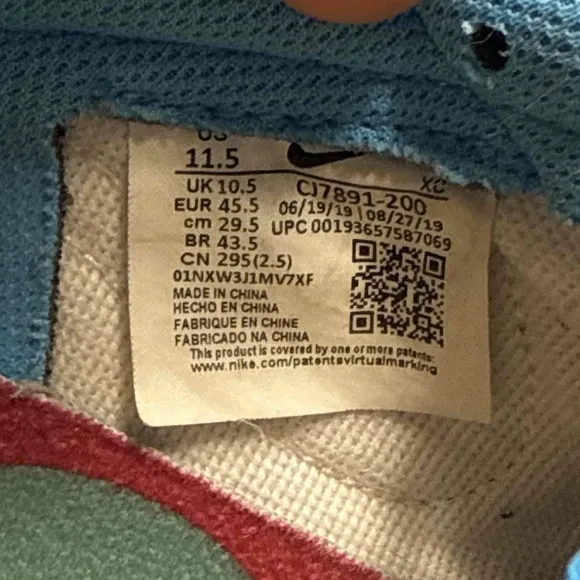 US
11.5
UK 10.5
EUR 45.5
cm 29.5
BR 43.5
CN 295(2.5)
XC
CJ7891-200
06/19/19 | 08/27/19
UPC 00193657587069
01NXW3J1MV7XF
MADE IN CHINA
HECHO EN CHINA
FABRIQUE EN CHINE
FABRICADO NA CHINA
This product is covered by one or more patents:
www.nike.com/patentsvirtualmarking